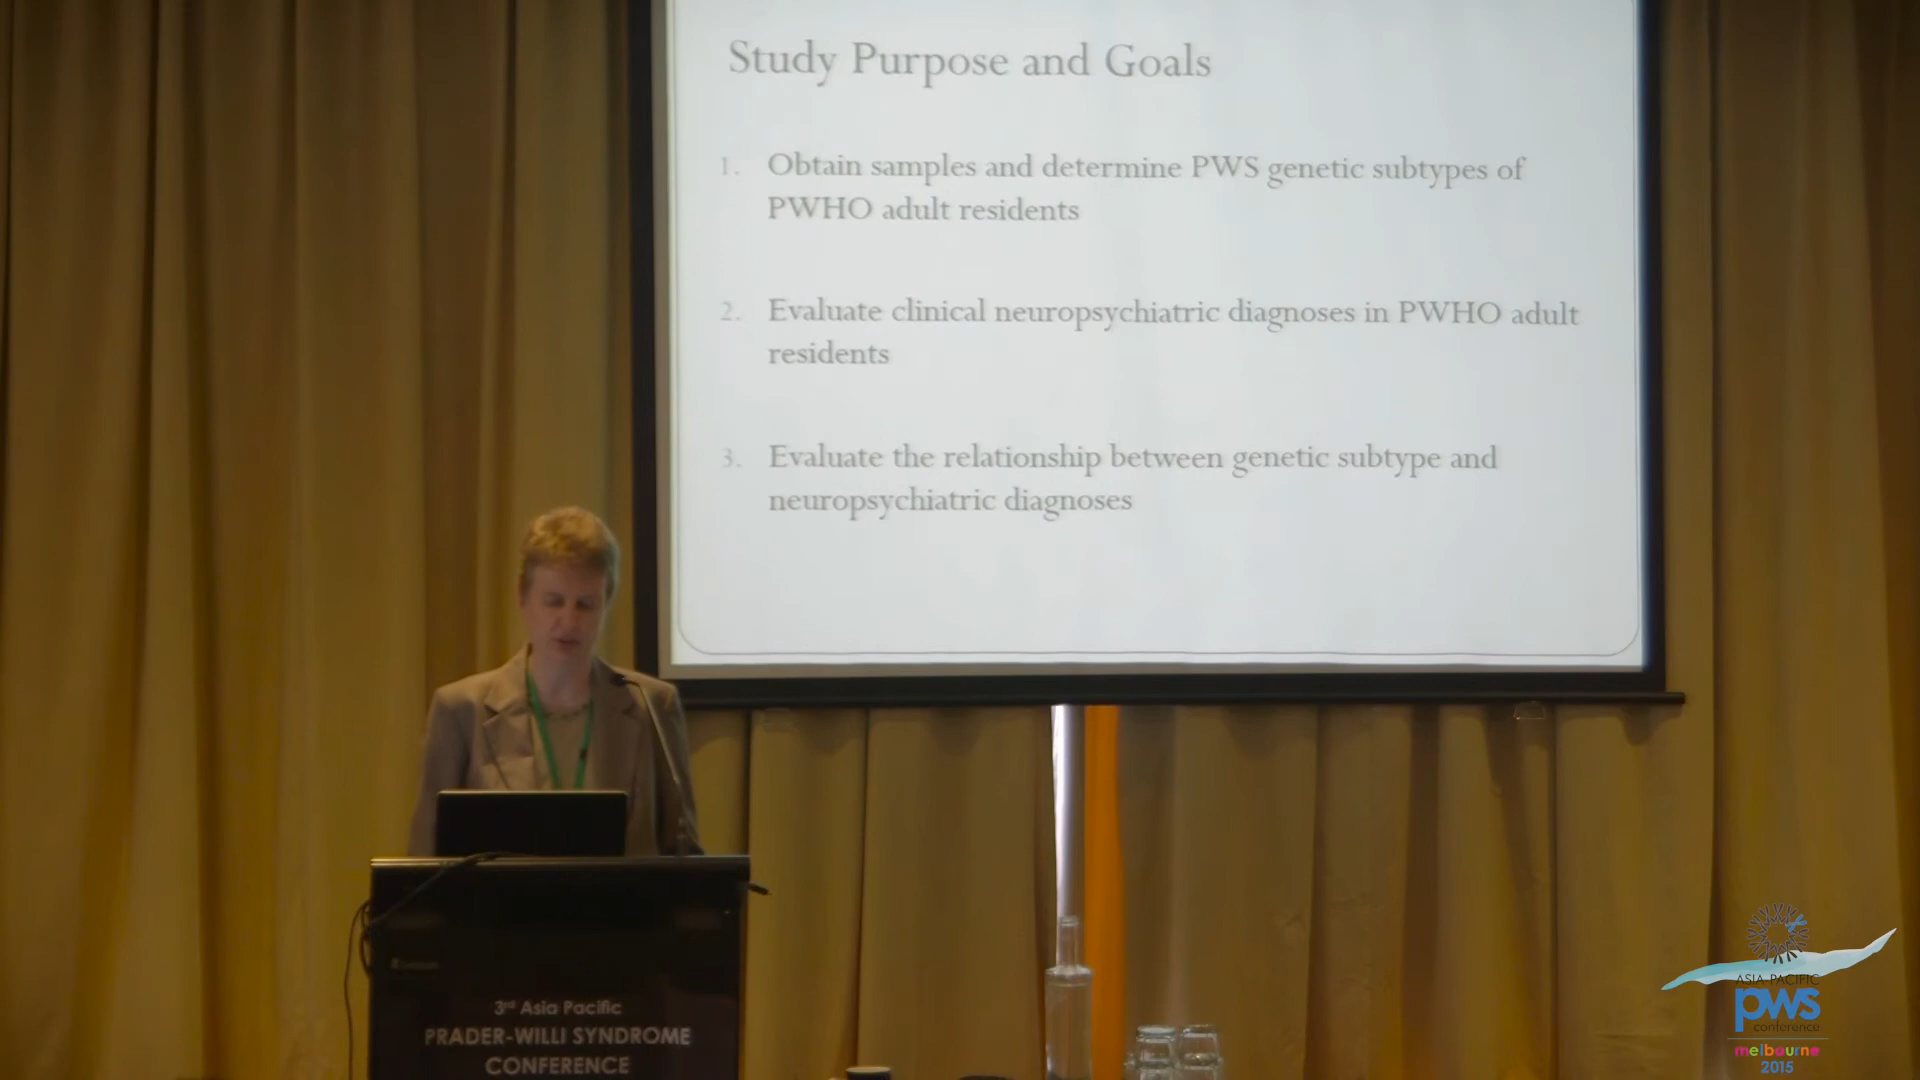 Study Purpose and Goals
1. Obtain samples and determine PWS genetic subtypes of
PWHO adult residents
2. Evaluate clinical neuropsychiatric diagnoses in PWHO adult
residents
3. Evaluate the relationship between genetic subtype and
neuropsychiatric diagnoses
3rd Asia Pacific
PRADER-WILLI SYNDROME
CONFERENCE
ASIA-PACIFIC
pws
conference
melbourne
2015